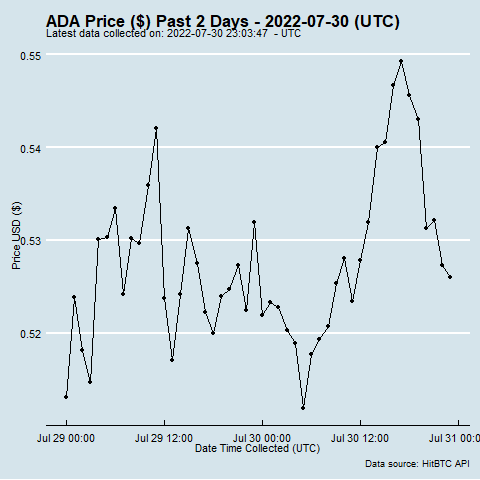 ADA Price ($) Past 2 Days - 2022-07-30 (UTC)
Latest data collected on: 2022-07-30 23:03:47 - UTC
0.55
0.54
0.53
0.52
Price USD ($)
Jul 29 00:00 Jul 29 12:00 Jul 30 00:00 Jul 30 12:00 Jul 31 00:
Date Time Collected (UTC)
Data source: HitBTC API